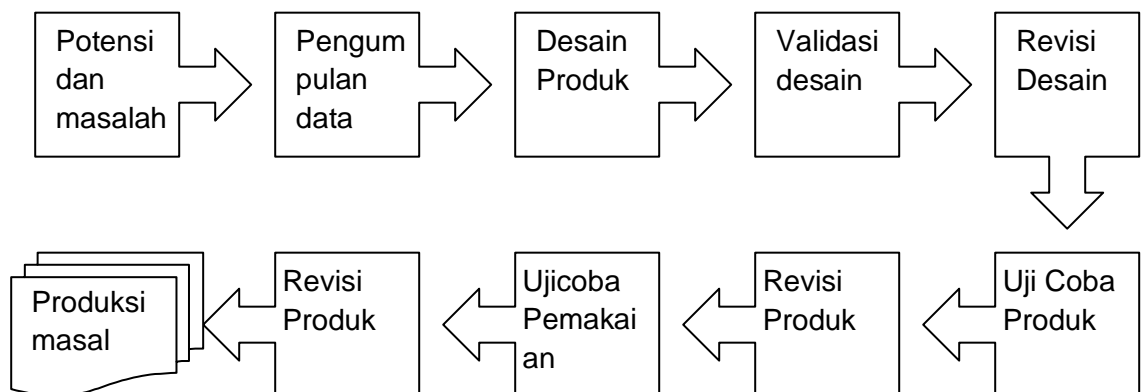 Potensi
dan
masalah
Pengum
pulan
data
Desain
Produk
Validasi
desain
Revisi
Desain
Uji Coba
Produk
Revisi
Produk
Ujicoba
Pemakai
an
Revisi
Produk
Produksi
masal